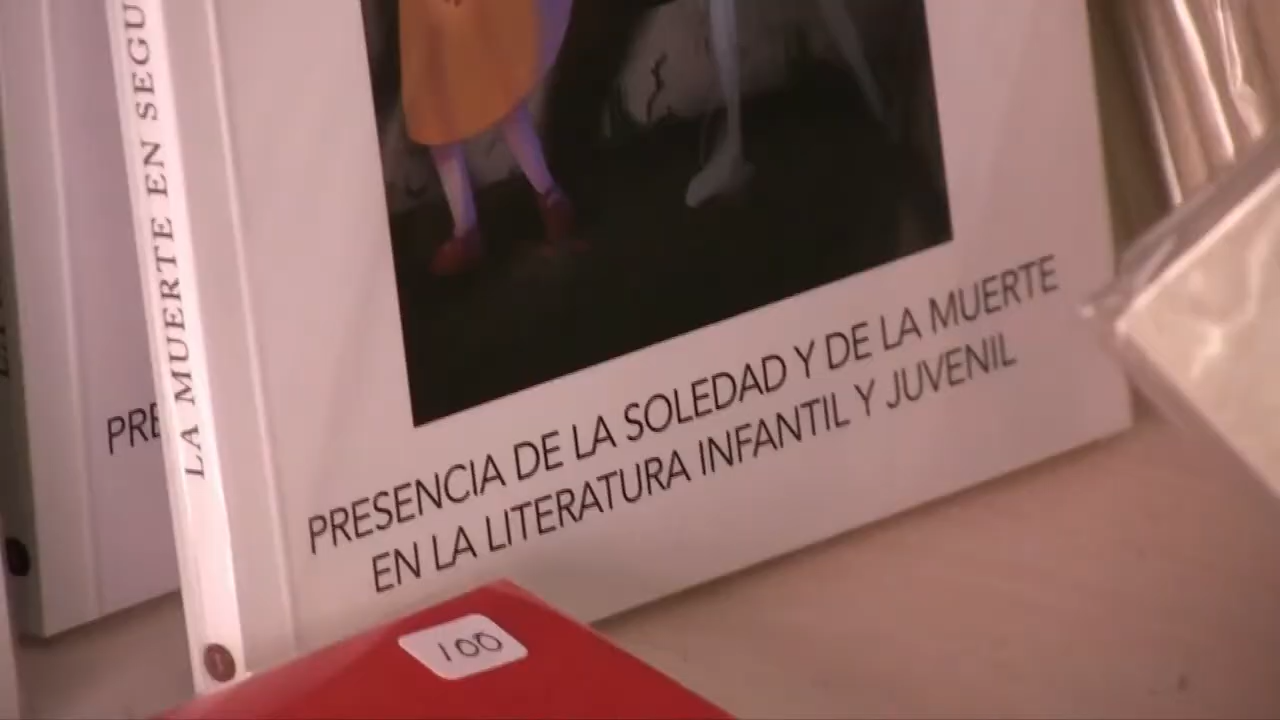 LA MUERTE EN SEGU
PRE
PRESENCIA DE LA SOLEDAD Y DE LA MUERTE
EN LA LITERATURA INFANTIL Y JUVENIL
100